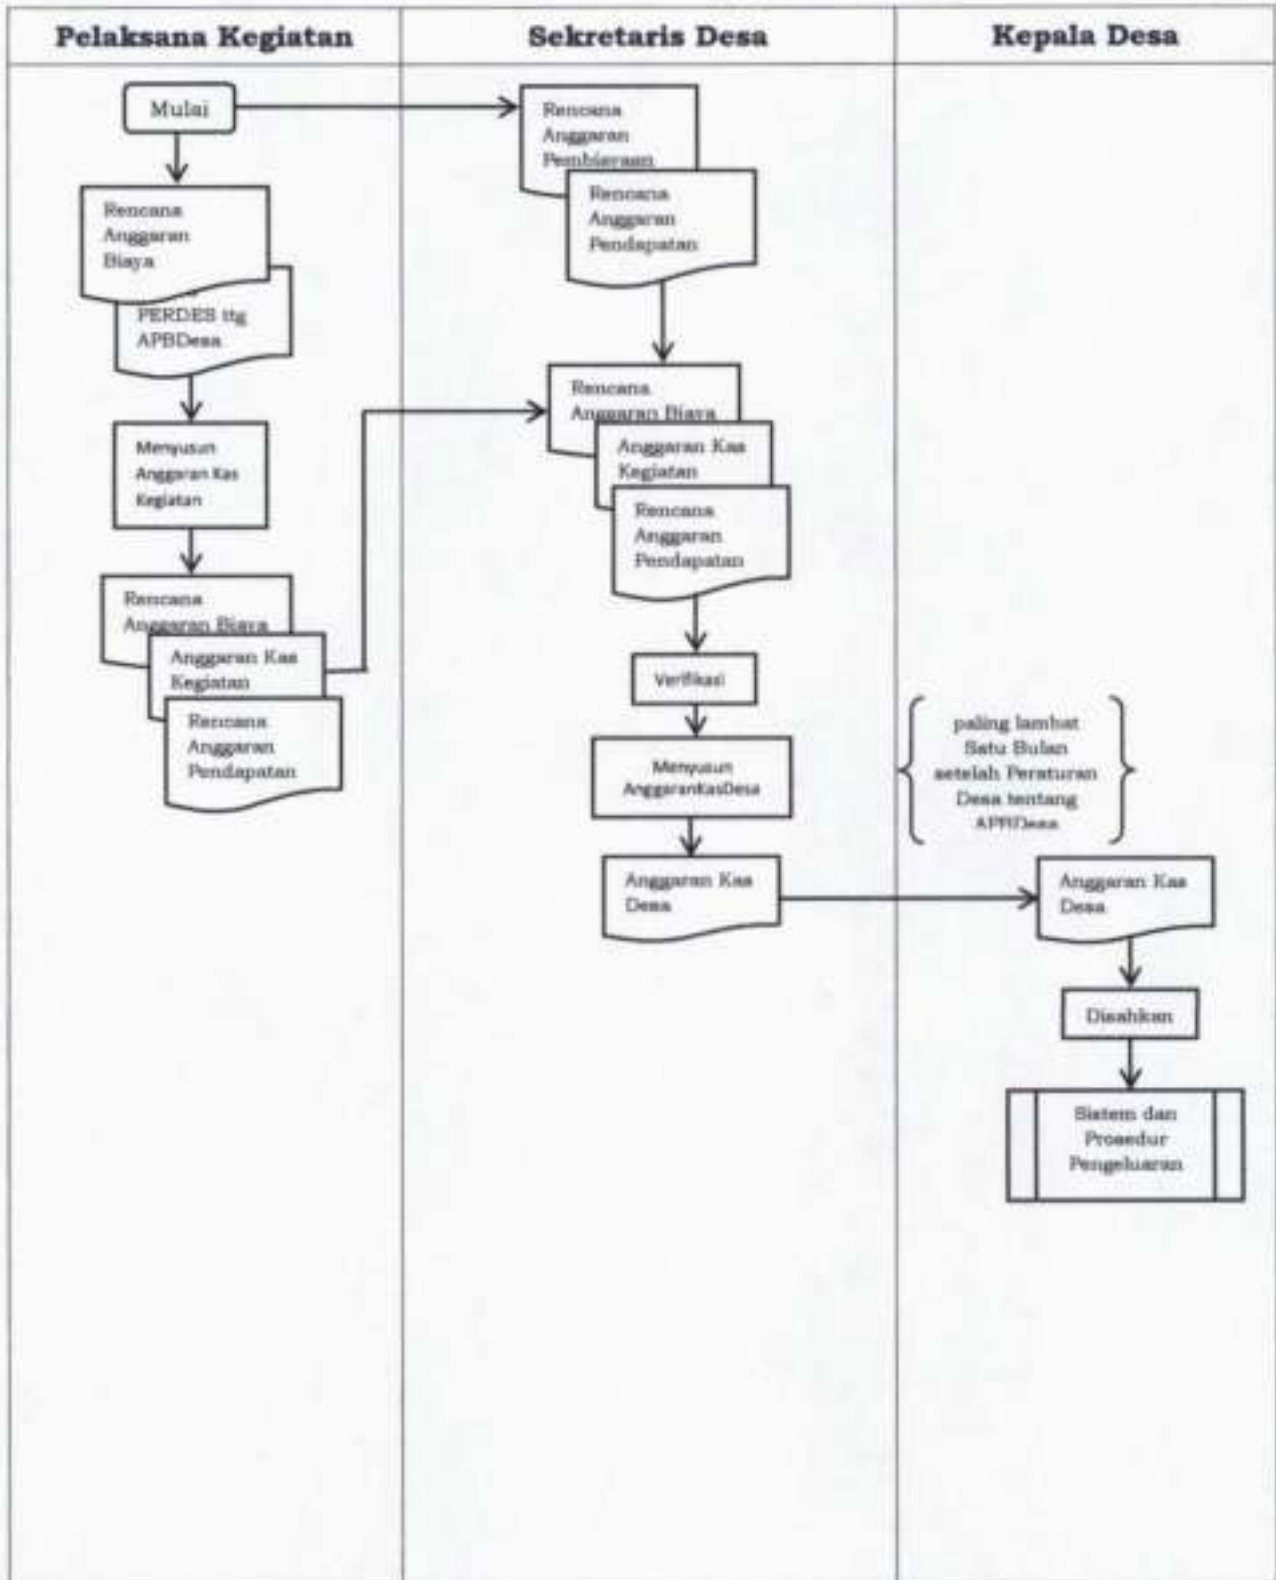 Pelaksana Kegiatan
Sekretaris Desa
Kepala Desa
Mulai
Rencana
Anggaran
Biaya
PERDES ttg
APBDesa
Menyusun
Anggaran Kas
Kegiatan
Rencana
Anggaran Biaya
Anggaran Kas
Kegiatan
Rencana
Anggaran
Pendapatan
Rencana
Anggaran
Pembiayaan
Rencana
Anggaran
Pendapatan
Rencana
Anggaran Biaya
Anggaran Kas
Kegiatan
Rencana
Anggaran
Pendapatan
Verifikasi
Menyusun
AnggaranKasDesa
Anggaran Kas
Desa
paling lambat
Satu Bulan
setelah Peraturan
Desa tentang
APBDesa
Anggaran Kas
Desa
Disahkan
Sistem dan
Prosedur
Pengeluaran